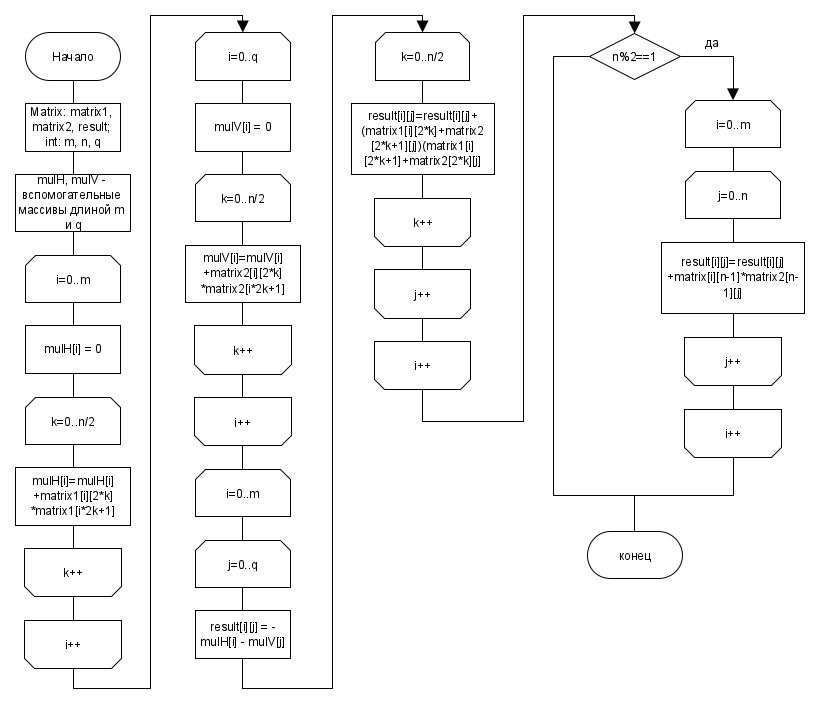 Начало
Matrix: matrix1,
matrix2, result;
int: m, n, q
mulH, mulV -
вспомогательные
массивы длиной m
и q
i=0..m
mulH[i] = 0
k=0..n/2
mulH[i]=mulH[i]
+matrix1[i][2*k]
*matrix1[i*2k+1]
k++
i++
i=0..q
mulV[i] = 0
k=0..n/2
mulV[i]=mulV[i]
+matrix2[i][2*k]
*matrix2[i*2k+1]
k++
i++
i=0..m
j=0..q
result[i][j] = -
mulH[i] - mulV[j]
k=0..n/2
result[i][j]=result[i][j]+
(matrix1[i][2*k]+matrix2
[2*k+1][j])(matrix1[i]
[2*k+1]+matrix2[2*k][j]
k++
j++
i++
n%2==1
да
i=0..m
j=0..n
result[i][j]=result[i][j]
+matrix[i][n-1]*matrix2[n-
1][j]
j++
i++
конец